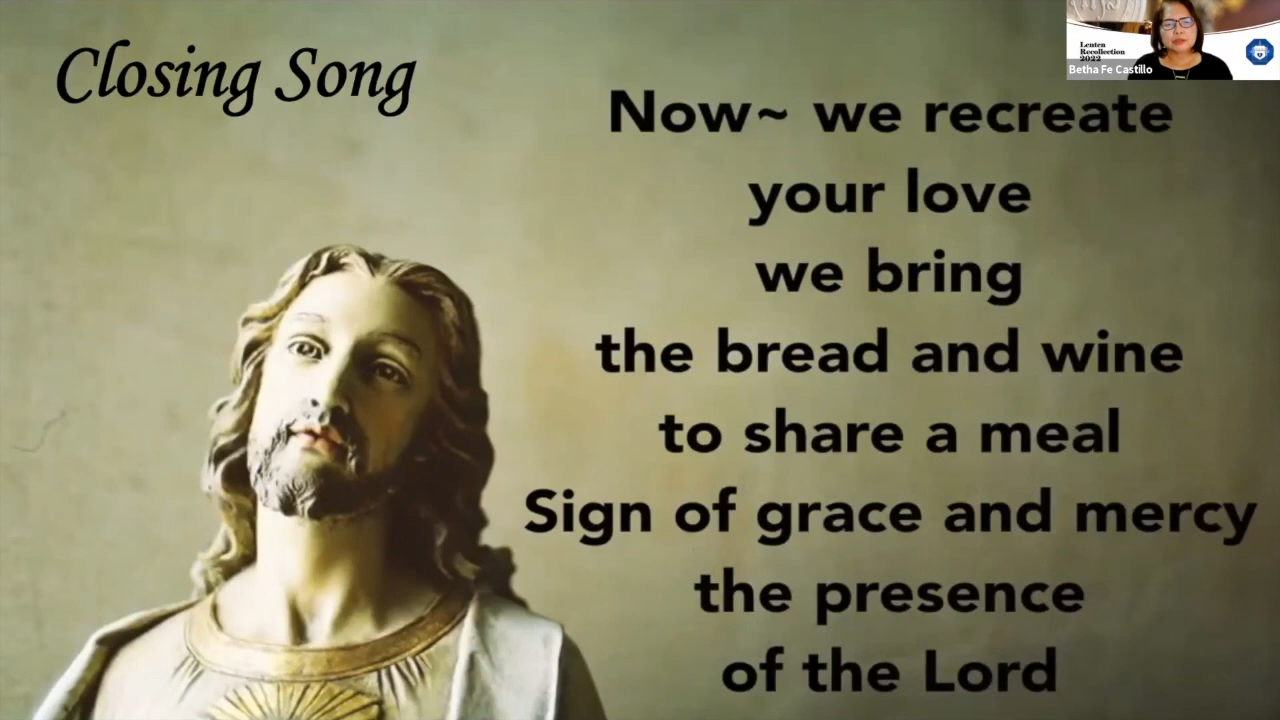 Closing Song
Now~ we recreate
your love
we bring
the bread and wine
to share a meal
Sign of grace and mercy
the presence
of the Lord
Lenten
Recollection
2022
Betha Fe Castillo